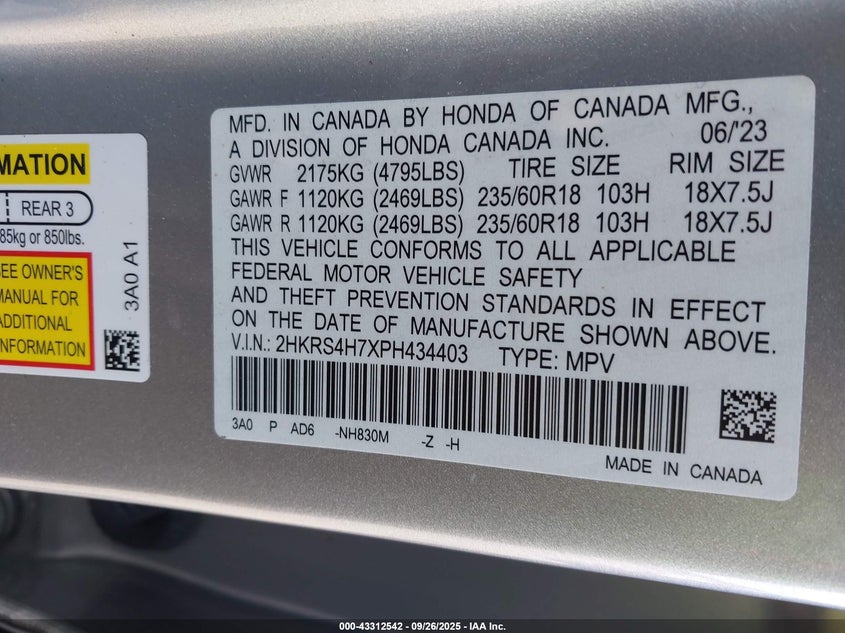 MATION
REAR 3
85kg or 850lbs.
SEE OWNER'S
MANUAL FOR
ADDITIONAL
INFORMATION
3A0 A1
MFD. IN CANADA BY HONDA OF CANADA MFG.,
A DIVISION OF HONDA CANADA INC. 06/'23
GVWR 2175KG (4795LBS) TIRE SIZE RIM SIZE
GAWR F 1120KG (2469LBS) 235/60R18 103H 18X7.5J
GAWR R 1120KG (2469LBS) 235/60R18 103H 18X7.5J
THIS VEHICLE CONFORMS TO ALL APPLICABLE
FEDERAL MOTOR VEHICLE SAFETY
AND THEFT PREVENTION STANDARDS IN EFFECT
ON THE DATE OF MANUFACTURE SHOWN ABOVE.
V.I.N.: 2HKRS4H7XPH434403 TYPE: MPV
3A0 P AD6 -NH830M -Z -H
MADE IN CANADA
000-43312542 - 09/26/2025 - IAA Inc.